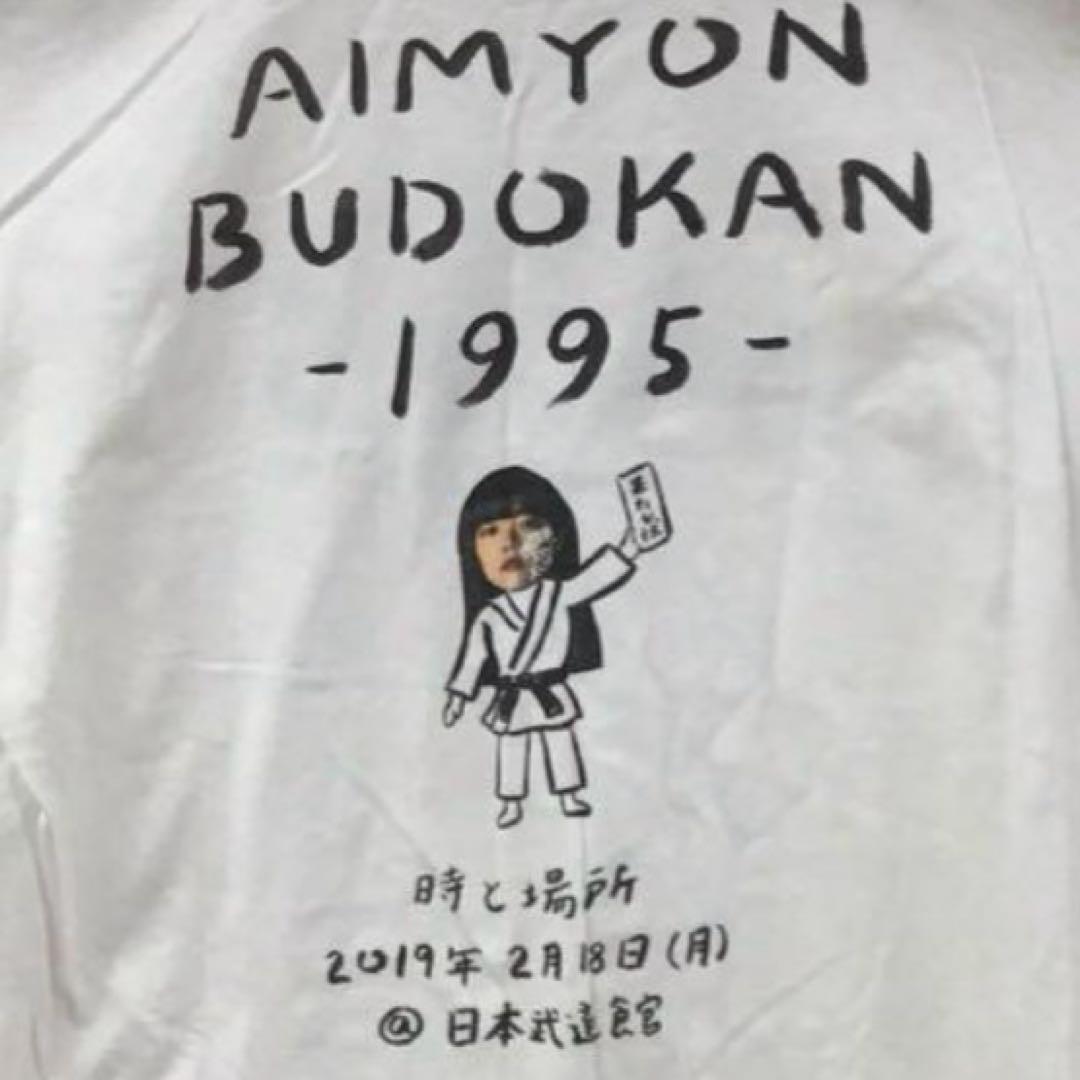 AIMYON
BUDOKAN
-1995-
時と場所
2019年 2月18日(月)
@ 日本武道館